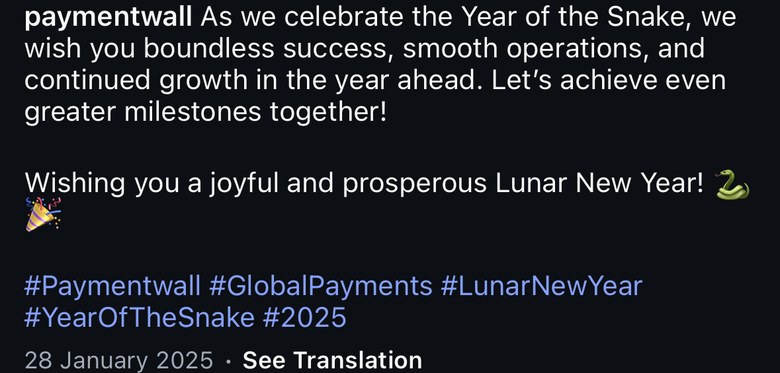 paymentwall As we celebrate the Year of the Snake, we
wish you boundless success, smooth operations, and
continued growth in the year ahead. Let’s achieve even
greater milestones together!
Wishing you a joyful and prosperous Lunar New Year! 🐍
🎉
#Paymentwall #GlobalPayments #LunarNewYear
#YearOfTheSnake #2025
28 January 2025 · See Translation